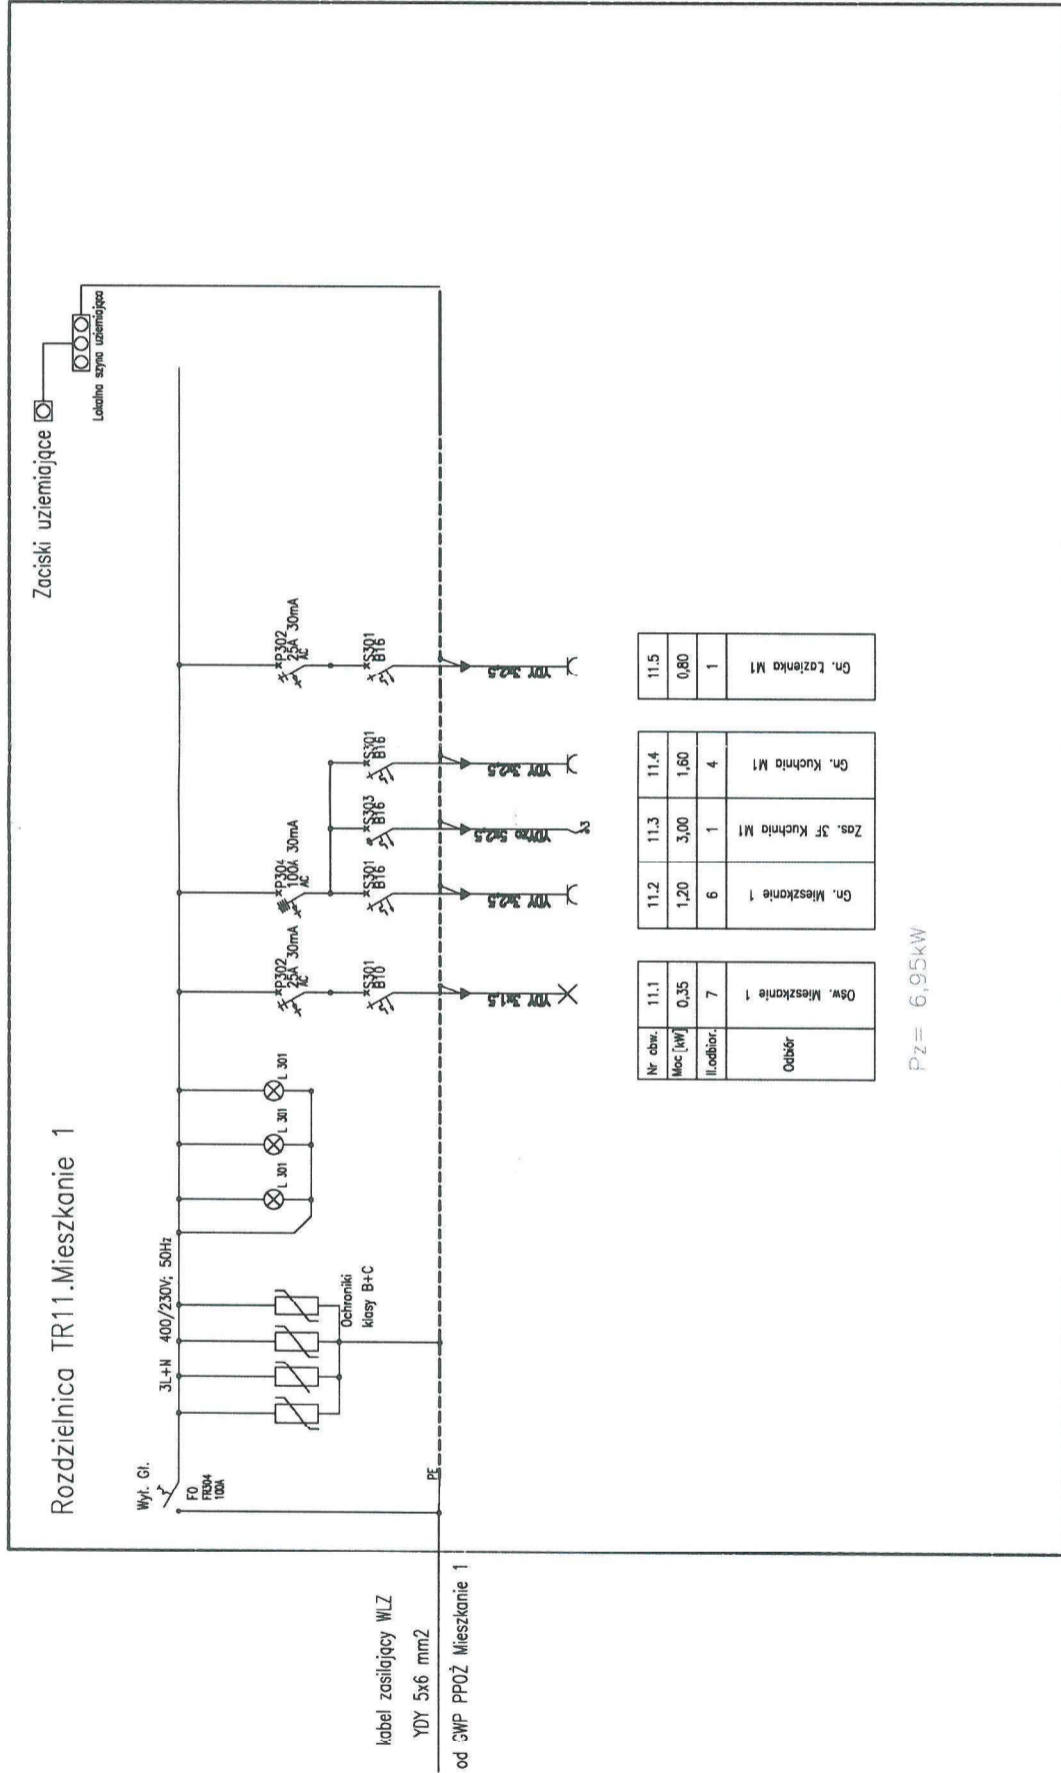 Rozdzielnica TR11.Mieszkanie 1
Zaciski uziemiające
Lokalna szyna uziemiająca
Wył. Gł.
F0
FR304
100A
3L+N 400/230V; 50Hz
Ochroniki
klasy B+C
L 301
L 301
L 301
P302
25A 30mA
AC
P304
100A 30mA
AC
P302
25A 30mA
AC
S301
B10
S301
B16
S303
B16
S301
B16
S301
B16
PE
kabel zasilający WLZ
YDY 5x6 mm2
od GWP PPOŻ Mieszkanie 1
YDY 3x1,5
YDY 3x2,5
YDYżo 5x2,5
YDY 3x2,5
YDY 3x2,5
x3
Nr obw. 11.1 11.2 11.3 11.4 11.5
Moc [kW] 0,35 1,20 3,00 1,60 0,80
Il.odbior. 7 6 1 4 1
Odbiór Ośw. Mieszkanie 1 Gn. Mieszkanie 1 Zas. 3F Kuchnia M1 Gn. Kuchnia M1 Gn. Łazienka M1
Pz= 6,95kW